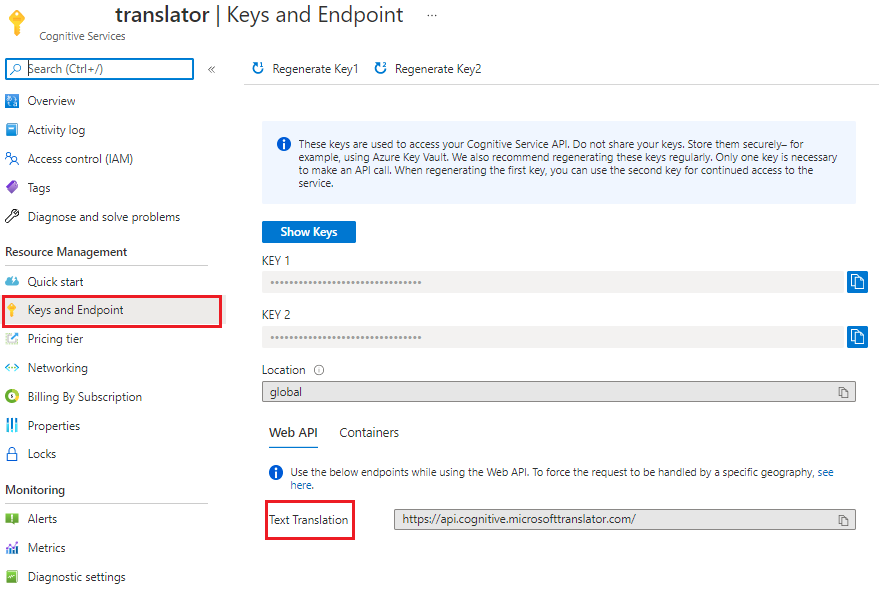 translator | Keys and Endpoint ...
Cognitive Services
Search (Ctrl+/)
«
Overview
Activity log
Access control (IAM)
Tags
Diagnose and solve problems
Resource Management
Quick start
Keys and Endpoint
Pricing tier
Networking
Billing By Subscription
Properties
Locks
Monitoring
Alerts
Metrics
Diagnostic settings
Regenerate Key1
Regenerate Key2
These keys are used to access your Cognitive Service API. Do not share your keys. Store them securely– for
example, using Azure Key Vault. We also recommend regenerating these keys regularly. Only one key is necessary
to make an API call. When regenerating the first key, you can use the second key for continued access to the
service.
Show Keys
KEY 1
••••••••••••••••••••••••••••••••
KEY 2
••••••••••••••••••••••••••••••••
Location
global
Web API
Containers
Use the below endpoints while using the Web API. To force the request to be handled by a specific geography, see
here.
Text Translation
https://api.cognitive.microsofttranslator.com/